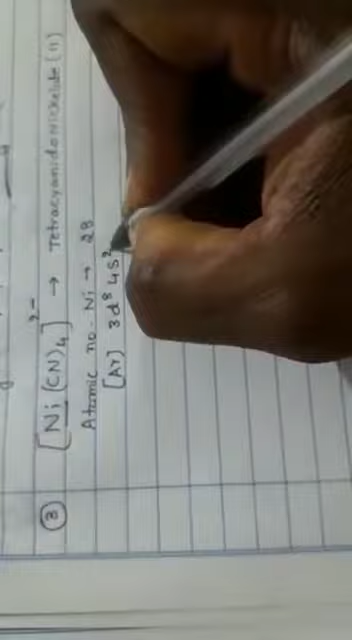 ③ [Ni(CN)₄]²⁻ → Tetracyanidonickelate (II)
Atomic no. Ni → 28
[Ar] 3d⁸ 4s²